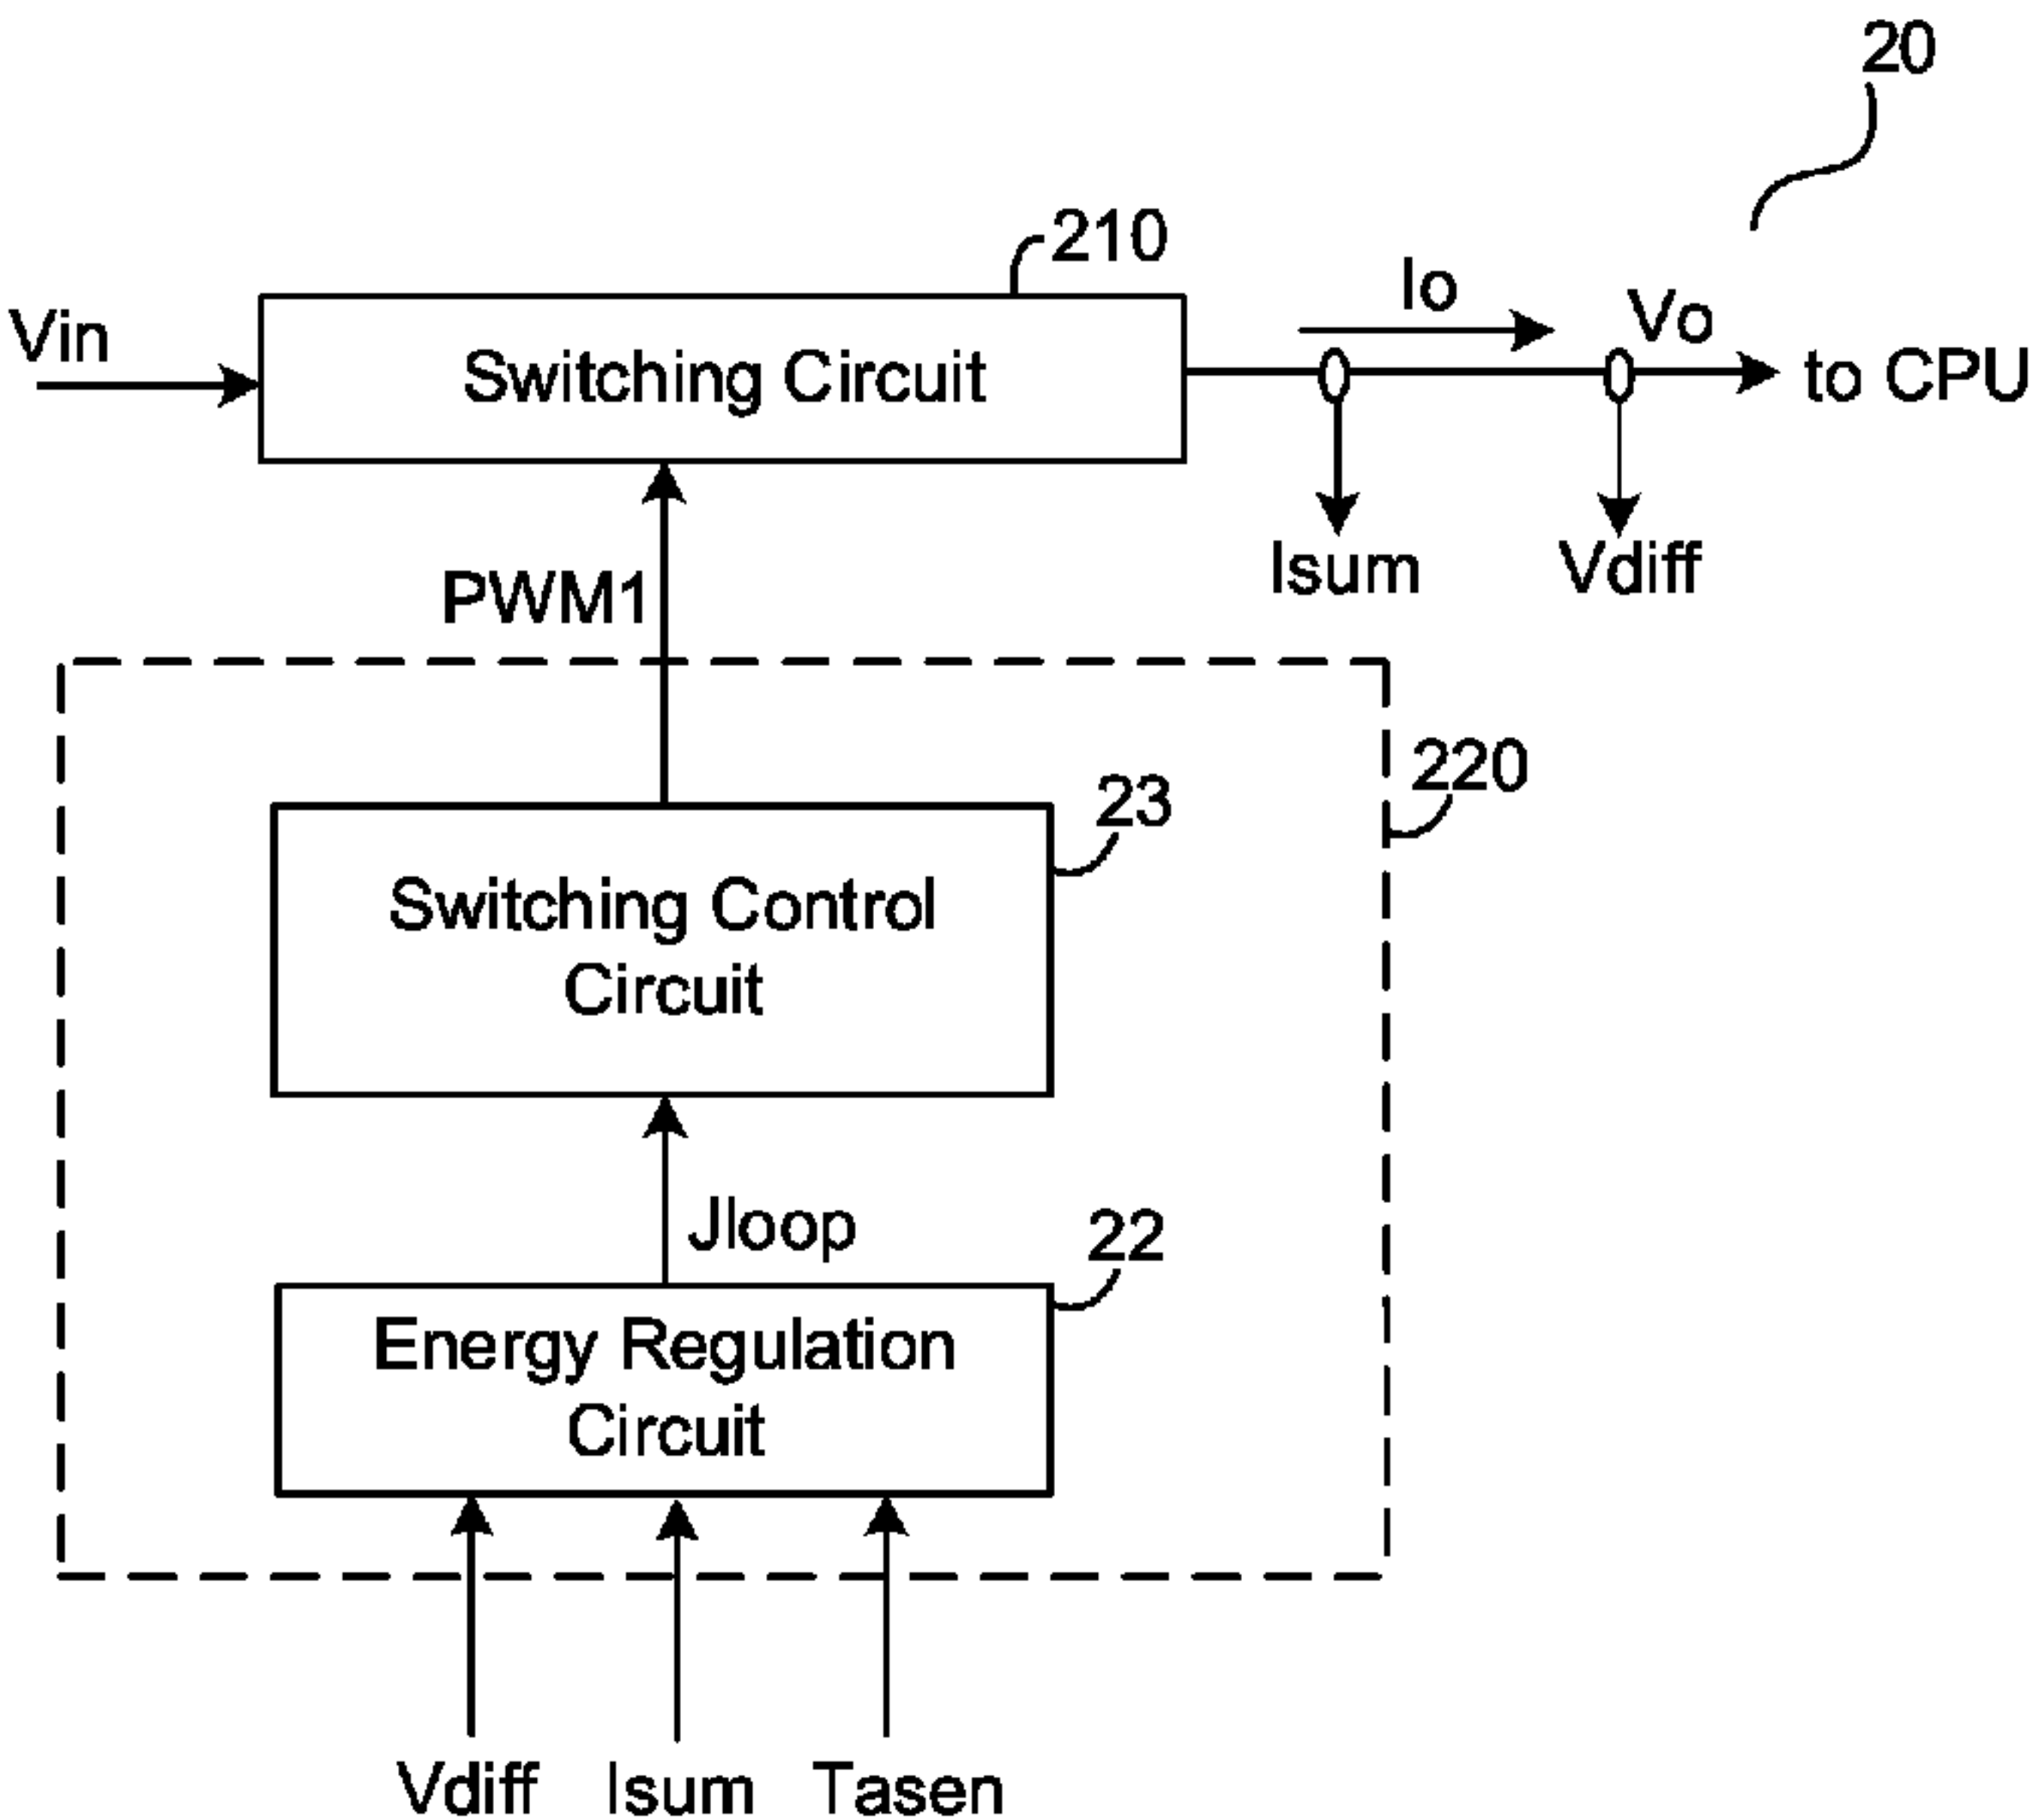 20
210
Vin
Switching Circuit
Io
Vo
to CPU
Isum
Vdiff
PWM1
220
23
Switching Control
Circuit
Jloop
22
Energy Regulation
Circuit
Vdiff
Isum
Tasen